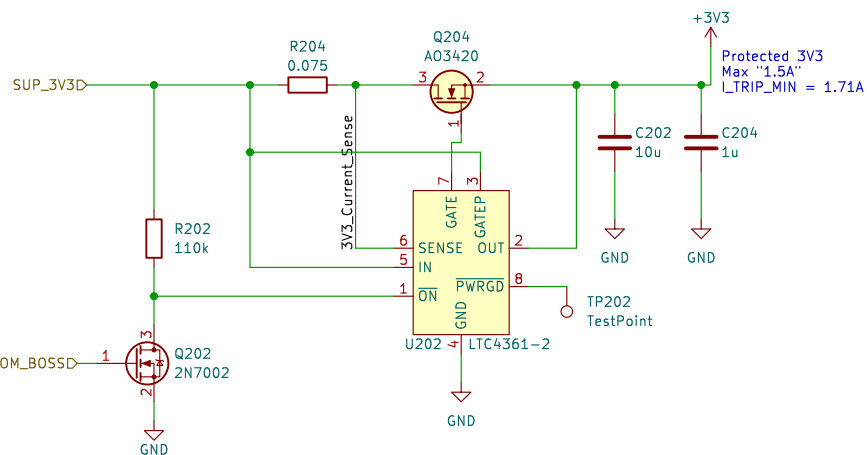 +3V3
Q204
AO3420
R204
0.075
Protected 3V3
Max "1.5A"
I_TRIP_MIN = 1.71A
SUP_3V3
3
2
1
3V3_Current_Sense
C202
10u
C204
1u
7
3
GATE
GATEP
R202
110k
6
SENSE
OUT
2
GND
GND
5
IN
PWRGD
8
1
ON
TP202
TestPoint
GND
U202
4
LTC4361-2
3
OM_BOSS
1
Q202
2N7002
2
GND
GND